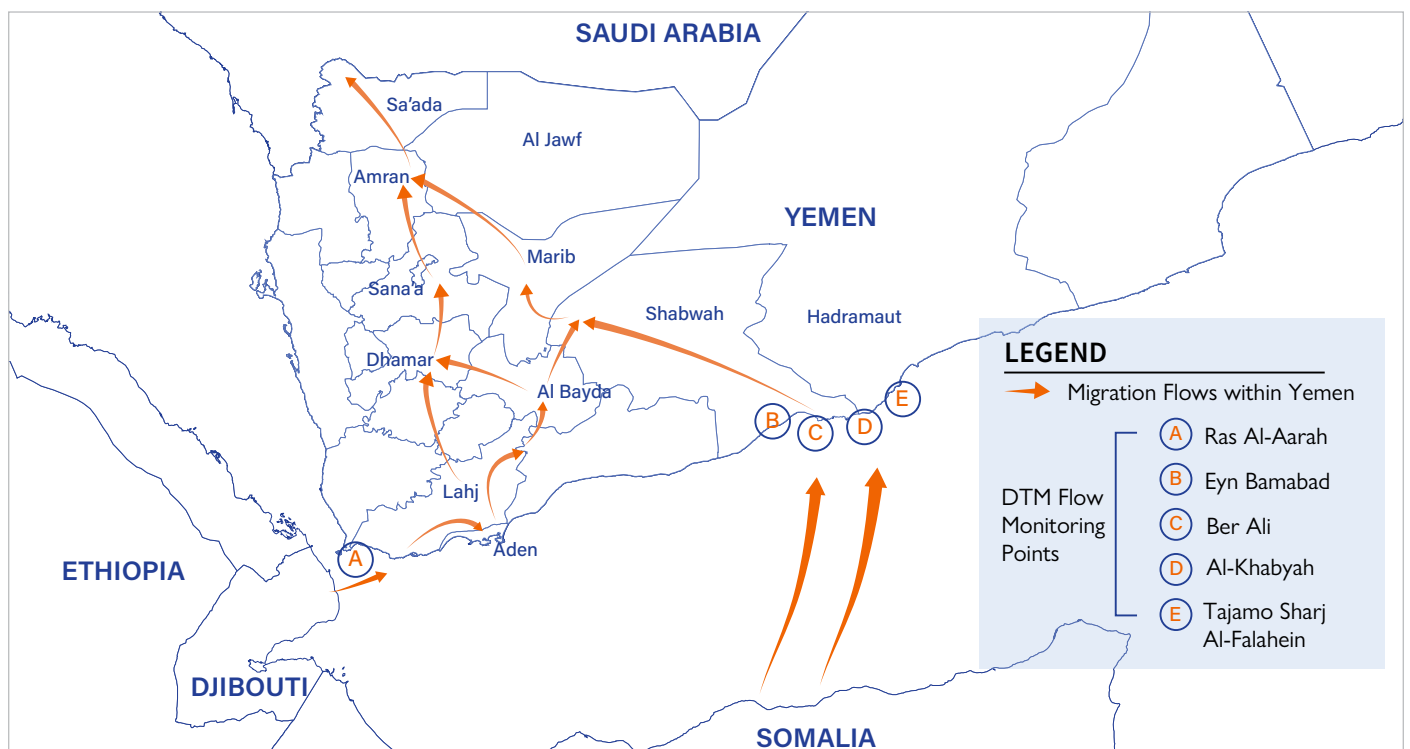 SAUDI ARABIA
Sa'ada
Al Jawf
Amran
YEMEN
Marib
Sana'a
Shabwah
Hadramaut
Dhamar
Al Bayda
Lahj
Aden
ETHIOPIA
DJIBOUTI
SOMALIA
A
B
C
D
E
LEGEND
Migration Flows within Yemen
DTM Flow
Monitoring
Points
A Ras Al-Aarah
B Eyn Bamabad
C Ber Ali
D Al-Khabyah
E Tajamo Sharj
Al-Falahein